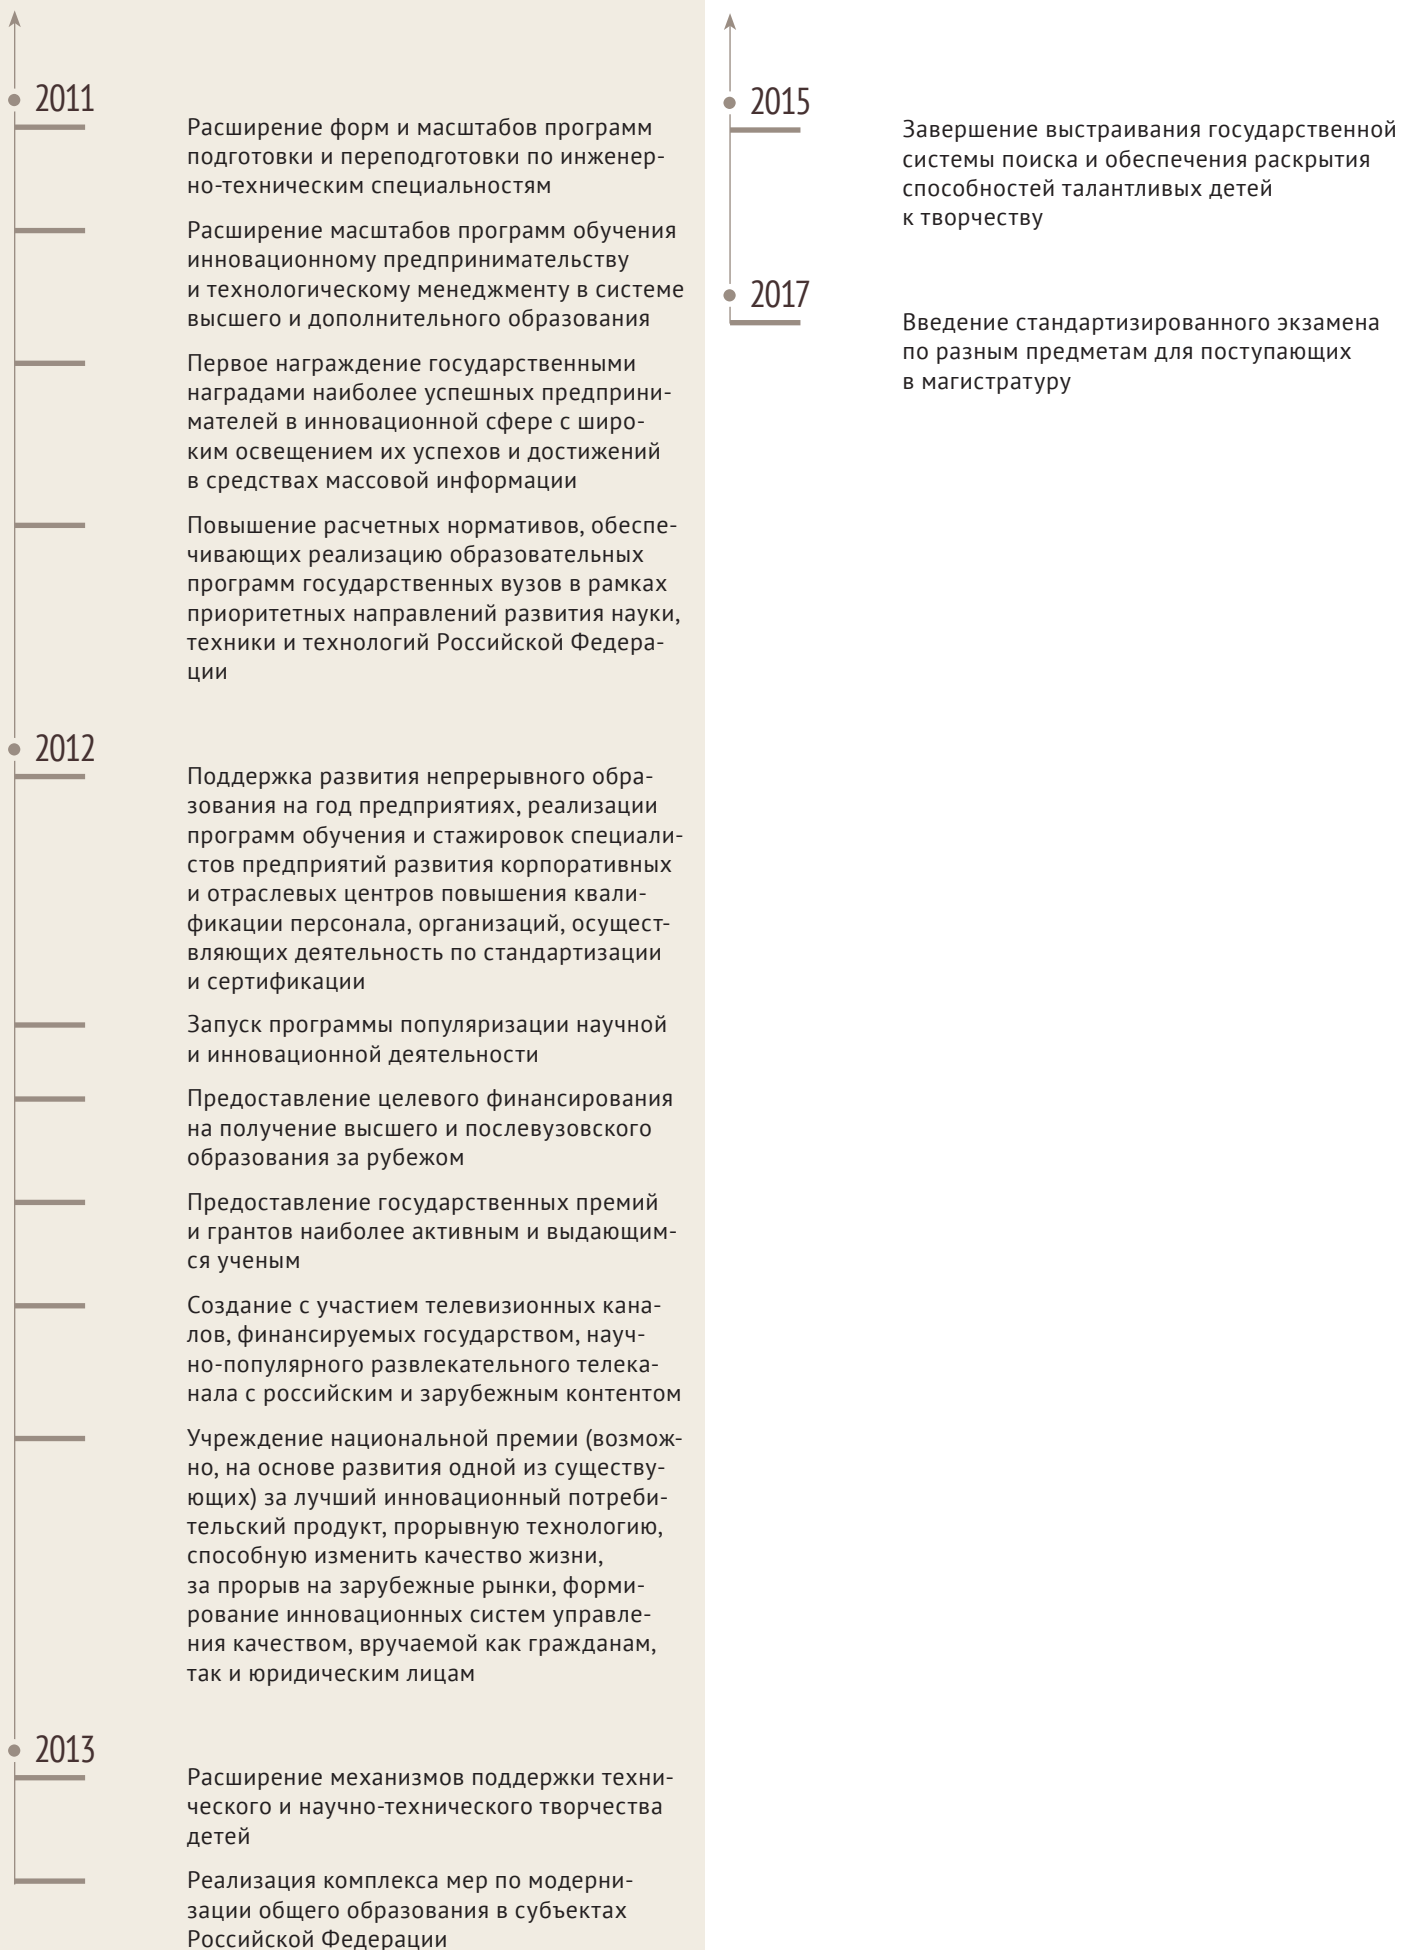 2011
Расширение форм и масштабов программ
подготовки и переподготовки по инженер-
но-техническим специальностям
Расширение масштабов программ обучения
инновационному предпринимательству
и технологическому менеджменту в системе
высшего и дополнительного образования
Первое награждение государственными
наградами наиболее успешных предприни-
мателей в инновационной сфере с широ-
ким освещением их успехов и достижений
в средствах массовой информации
Повышение расчетных нормативов, обеспе-
чивающих реализацию образовательных
программ государственных вузов в рамках
приоритетных направлений развития науки,
техники и технологий Российской Федера-
ции
2012
Поддержка развития непрерывного обра-
зования на год предприятиях, реализации
программ обучения и стажировок специали-
стов предприятий развития корпоративных
и отраслевых центров повышения квали-
фикации персонала, организаций, осущест-
вляющих деятельность по стандартизации
и сертификации
Запуск программы популяризации научной
и инновационной деятельности
Предоставление целевого финансирования
на получение высшего и послевузовского
образования за рубежом
Предоставление государственных премий
и грантов наиболее активным и выдающим-
ся ученым
Создание с участием телевизионных кана-
лов, финансируемых государством, науч-
но-популярного развлекательного телека-
нала с российским и зарубежным контентом
Учреждение национальной премии (возмож-
но, на основе развития одной из существу-
ющих) за лучший инновационный потреби-
тельский продукт, прорывную технологию,
способную изменить качество жизни,
за прорыв на зарубежные рынки, форми-
рование инновационных систем управле-
ния качеством, вручаемой как гражданам,
так и юридическим лицам
2013
Расширение механизмов поддержки техни-
ческого и научно-технического творчества
детей
Реализация комплекса мер по модерни-
зации общего образования в субъектах
Российской Федерации
2015
Завершение выстраивания государственной
системы поиска и обеспечения раскрытия
способностей талантливых детей
к творчеству
2017
Введение стандартизированного экзамена
по разным предметам для поступающих
в магистратуру